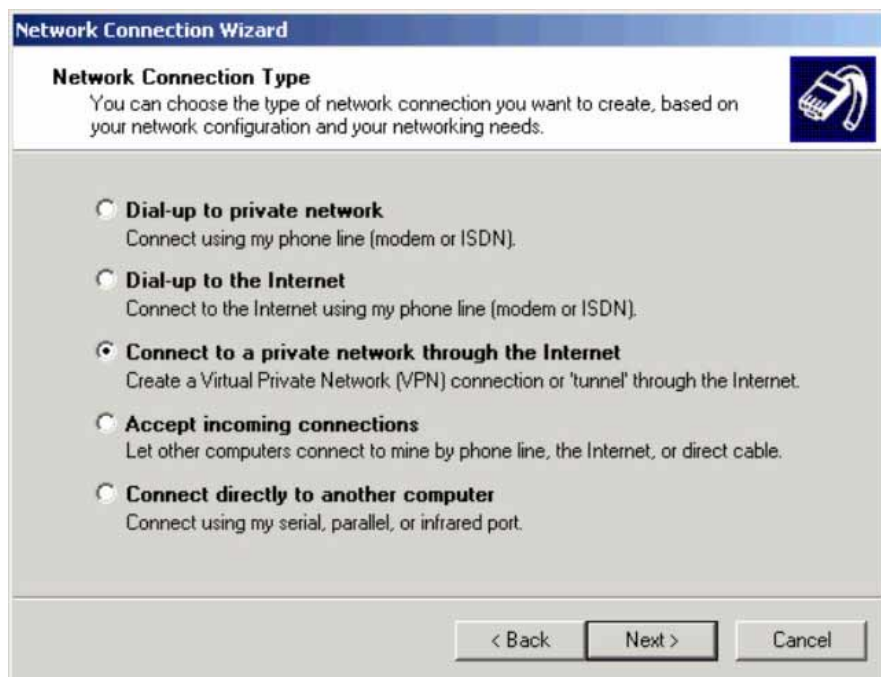 Network Connection Wizard
Network Connection Type
You can choose the type of network connection you want to create, based on
your network configuration and your networking needs.
Dial-up to private network
Connect using my phone line (modem or ISDN).
Dial-up to the Internet
Connect to the Internet using my phone line (modem or ISDN).
Connect to a private network through the Internet
Create a Virtual Private Network (VPN) connection or 'tunnel' through the Internet.
Accept incoming connections
Let other computers connect to mine by phone line, the Internet, or direct cable.
Connect directly to another computer
Connect using my serial, parallel, or infrared port.
< Back Next > Cancel